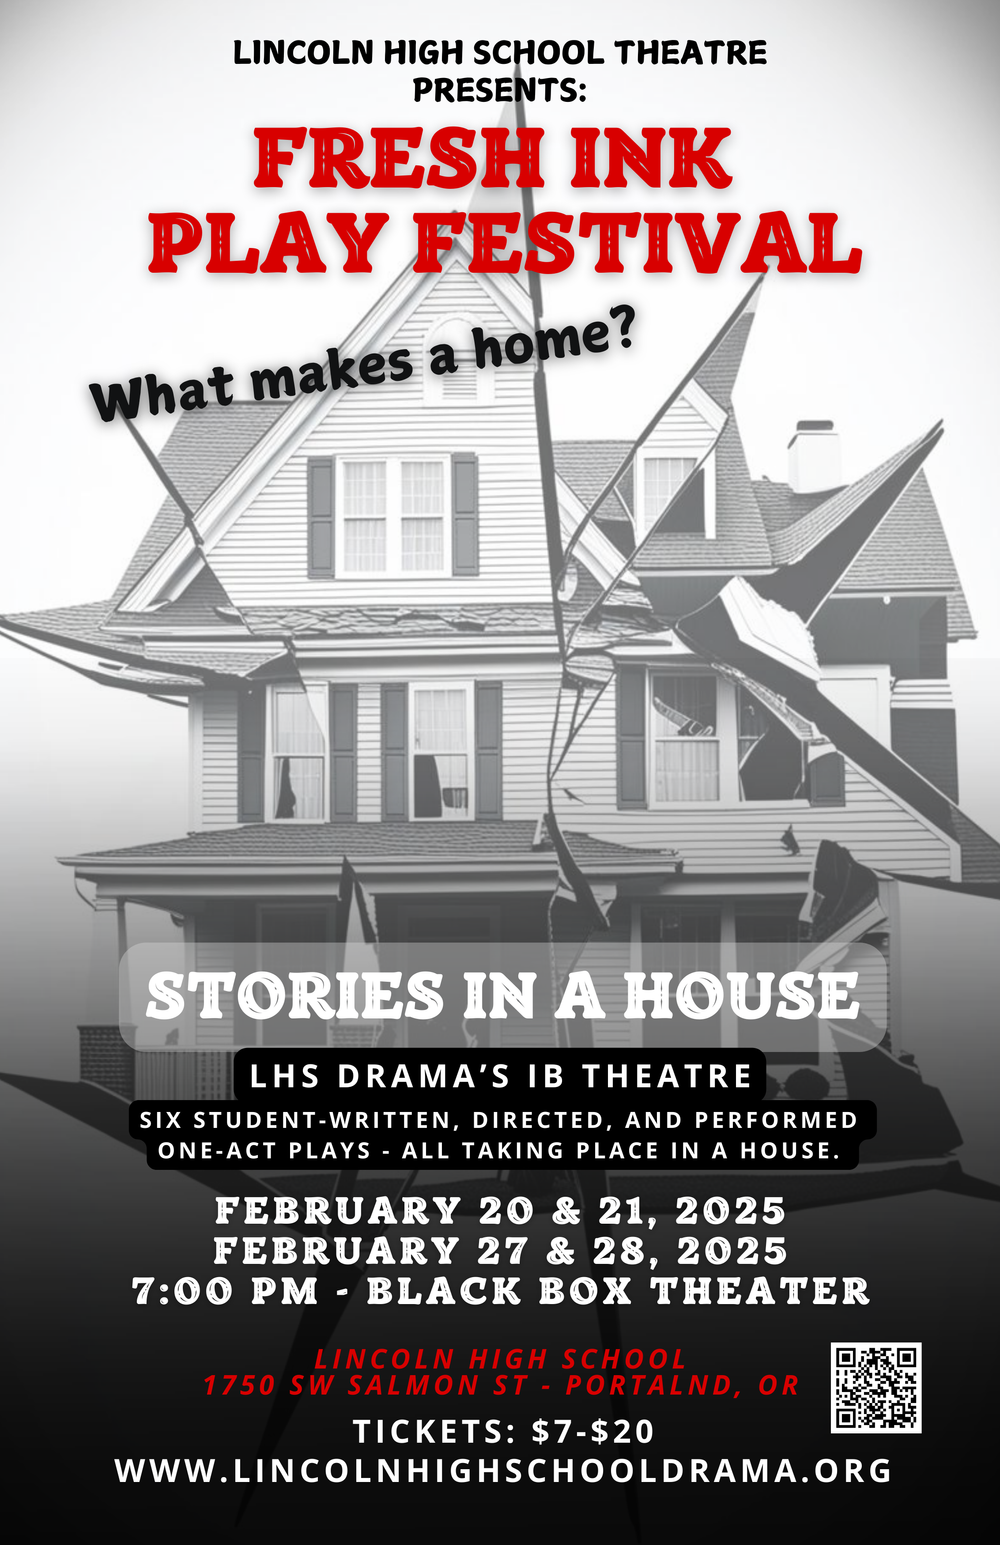 LINCOLN HIGH SCHOOL THEATRE
PRESENTS:
FRESH INK
PLAY FESTIVAL
What makes a home?
STORIES IN A HOUSE
LHS DRAMA'S IB THEATRE
SIX STUDENT-WRITTEN, DIRECTED, AND PERFORMED
ONE-ACT PLAYS - ALL TAKING PLACE IN A HOUSE.
FEBRUARY 20 & 21, 2025
FEBRUARY 27 & 28, 2025
7:00 PM - BLACK BOX THEATER
LINCOLN HIGH SCHOOL
1750 SW SALMON ST - PORTALND, OR
TICKETS: $7-$20
WWW.LINCOLNHIGHSCHOOLDRAMA.ORG